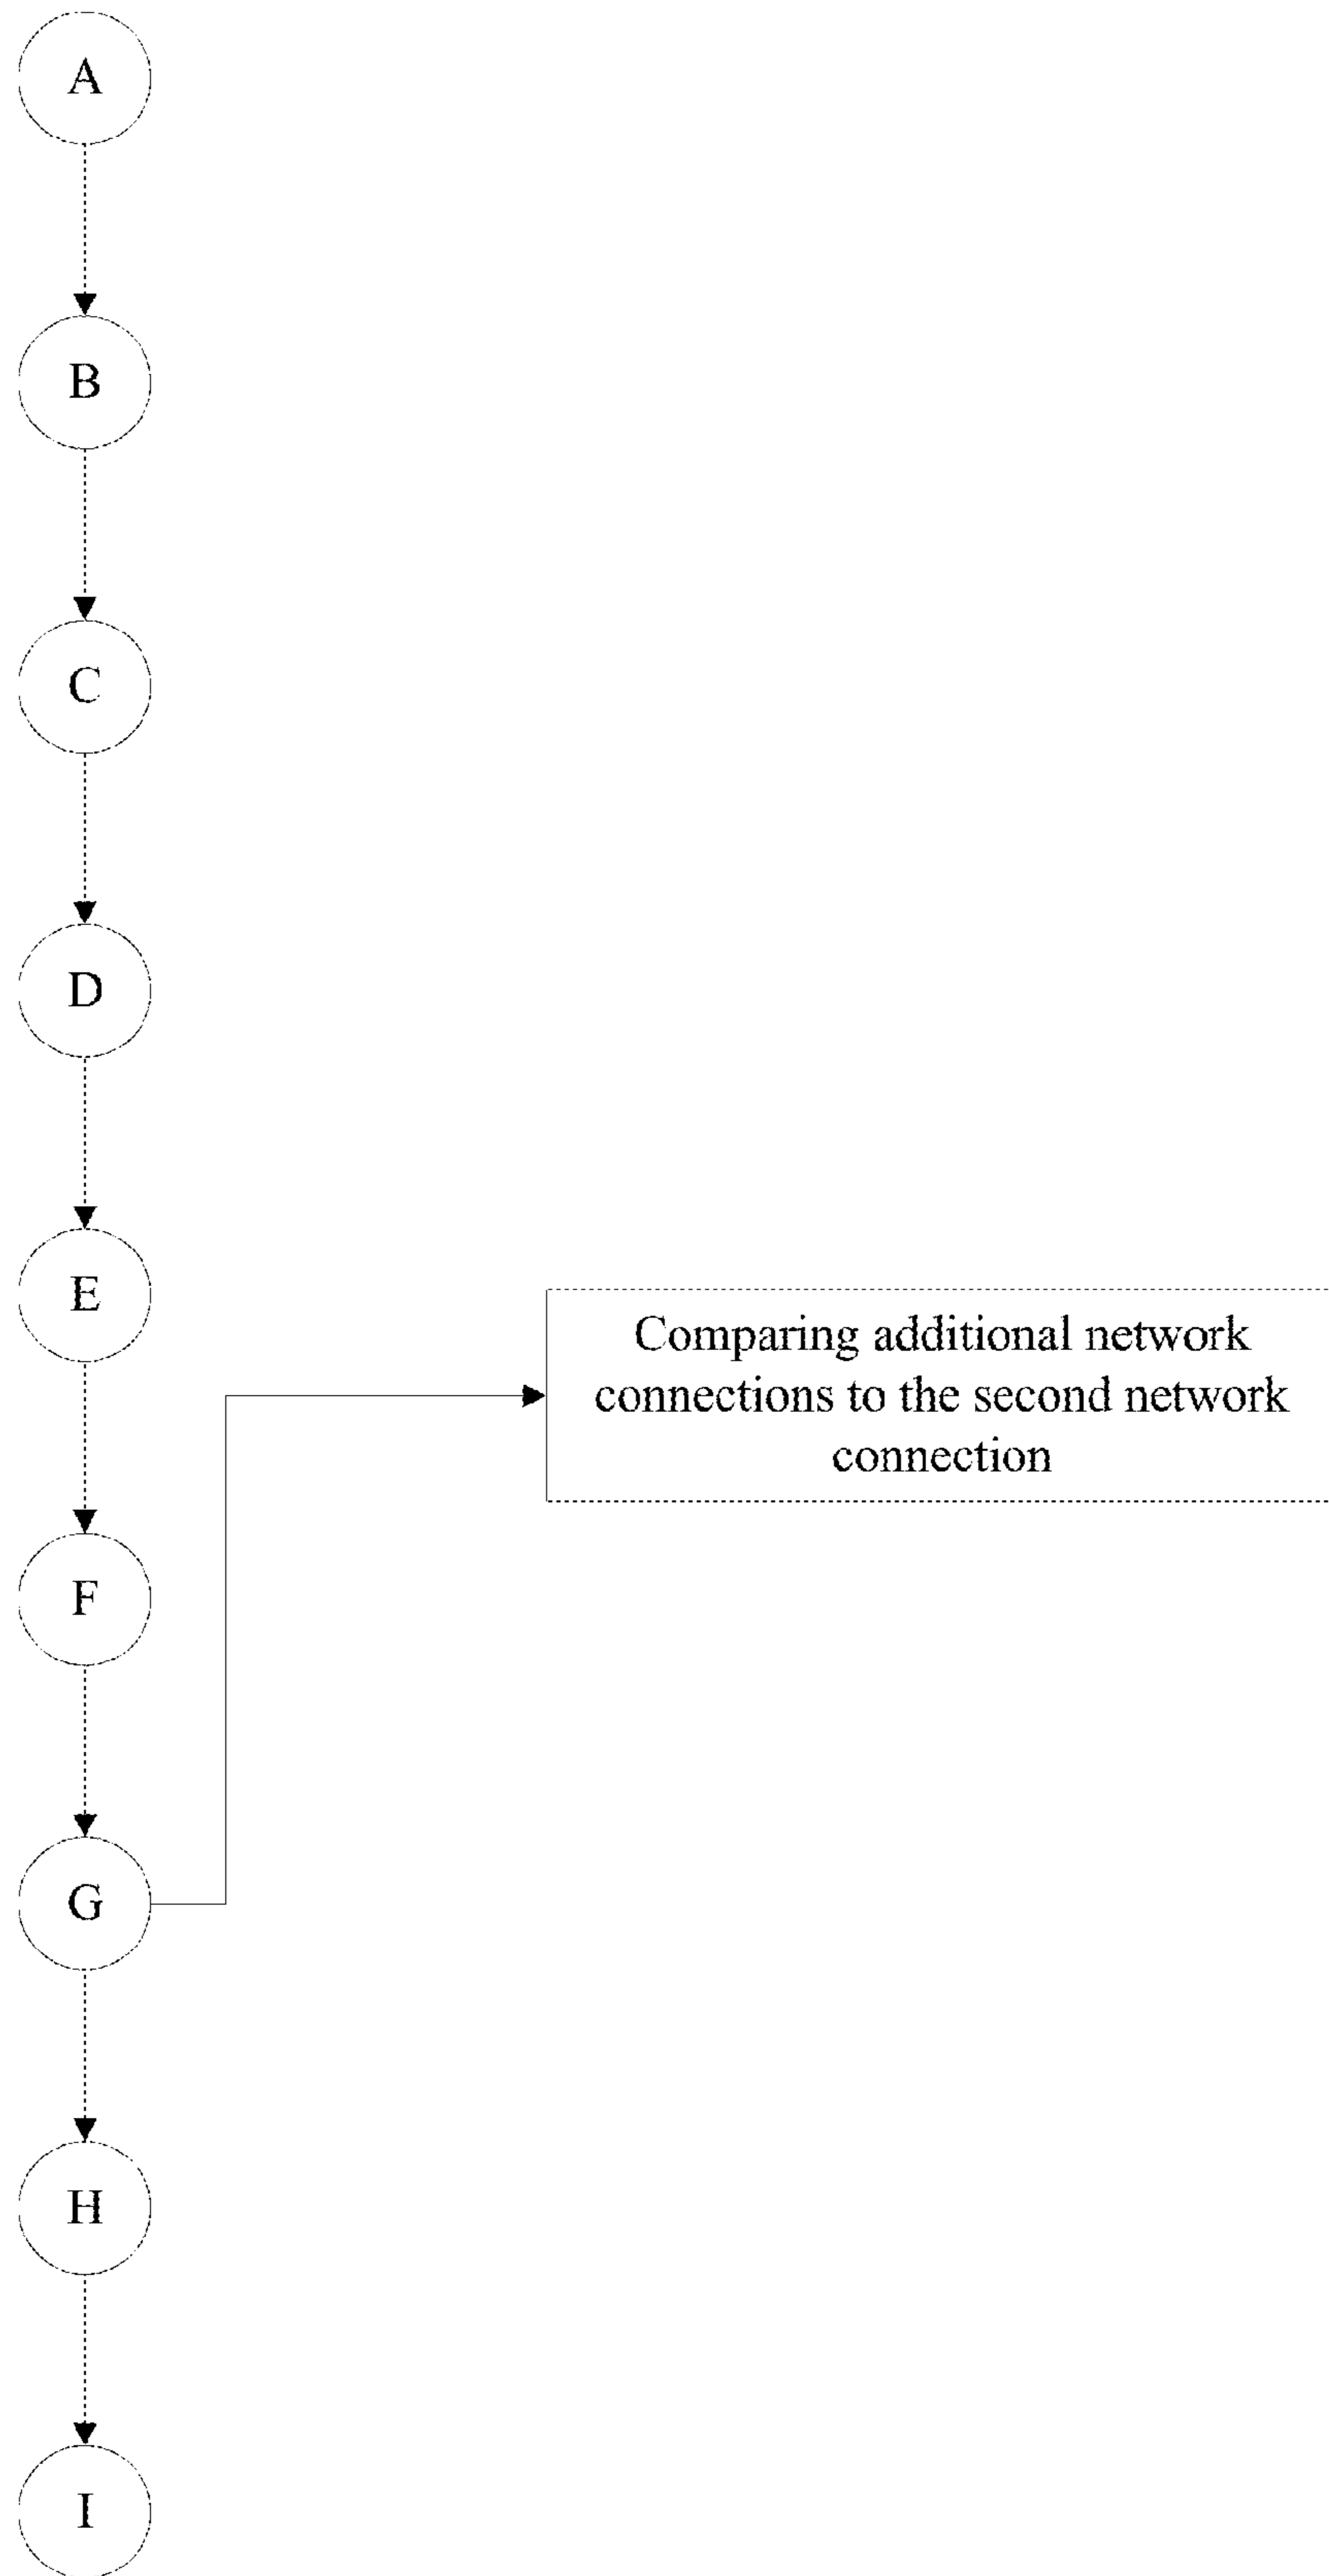 A
B
C
D
E
Comparing additional network
connections to the second network
connection
F
G
H
I